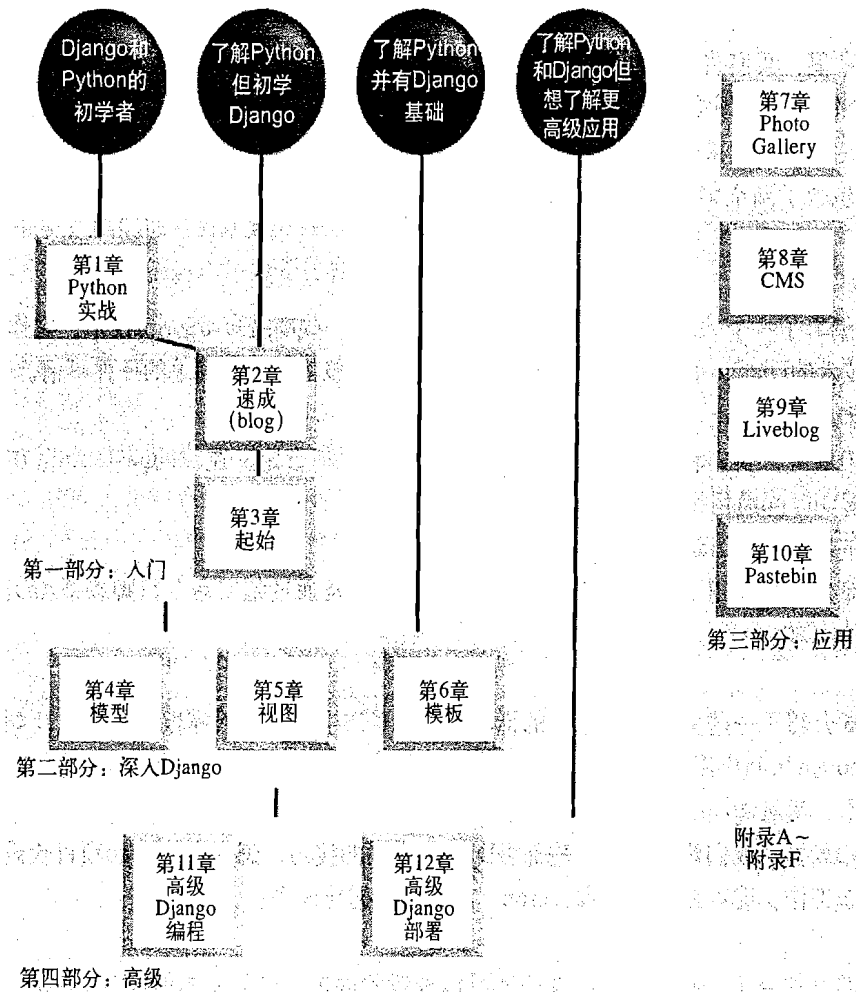 Django和
Python的
初学者
了解Python
但初学
Django
了解Python
并有Django
基础
了解Python
和Django但
想了解更
高级应用
第1章
Python
实战
第2章
速成
(blog)
第3章
起始
第一部分：入门
第4章
模型
第5章
视图
第6章
模板
第二部分：深入Django
第11章
高级
Django
编程
第12章
高级
Django
部署
第四部分：高级
第7章
Photo
Gallery
第8章
CMS
第9章
Liveblog
第10章
Pastebin
第三部分：应用
附录A～
附录F